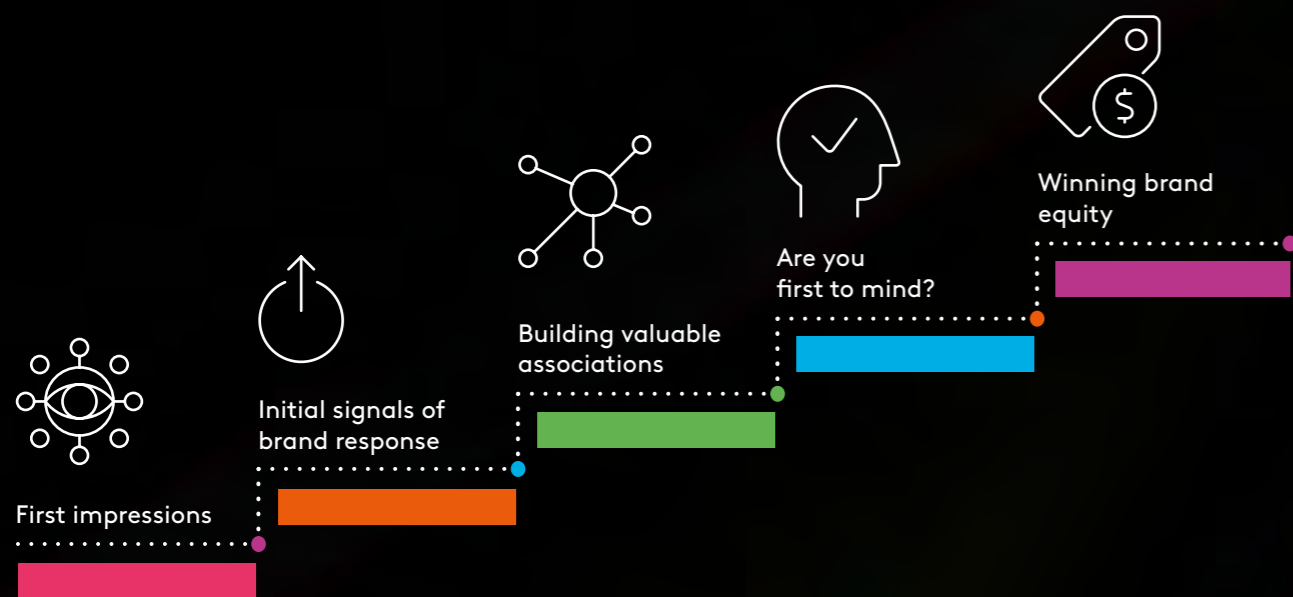 First impressions
Initial signals of
brand response
Building valuable
associations
Are you
first to mind?
Winning brand
equity
$